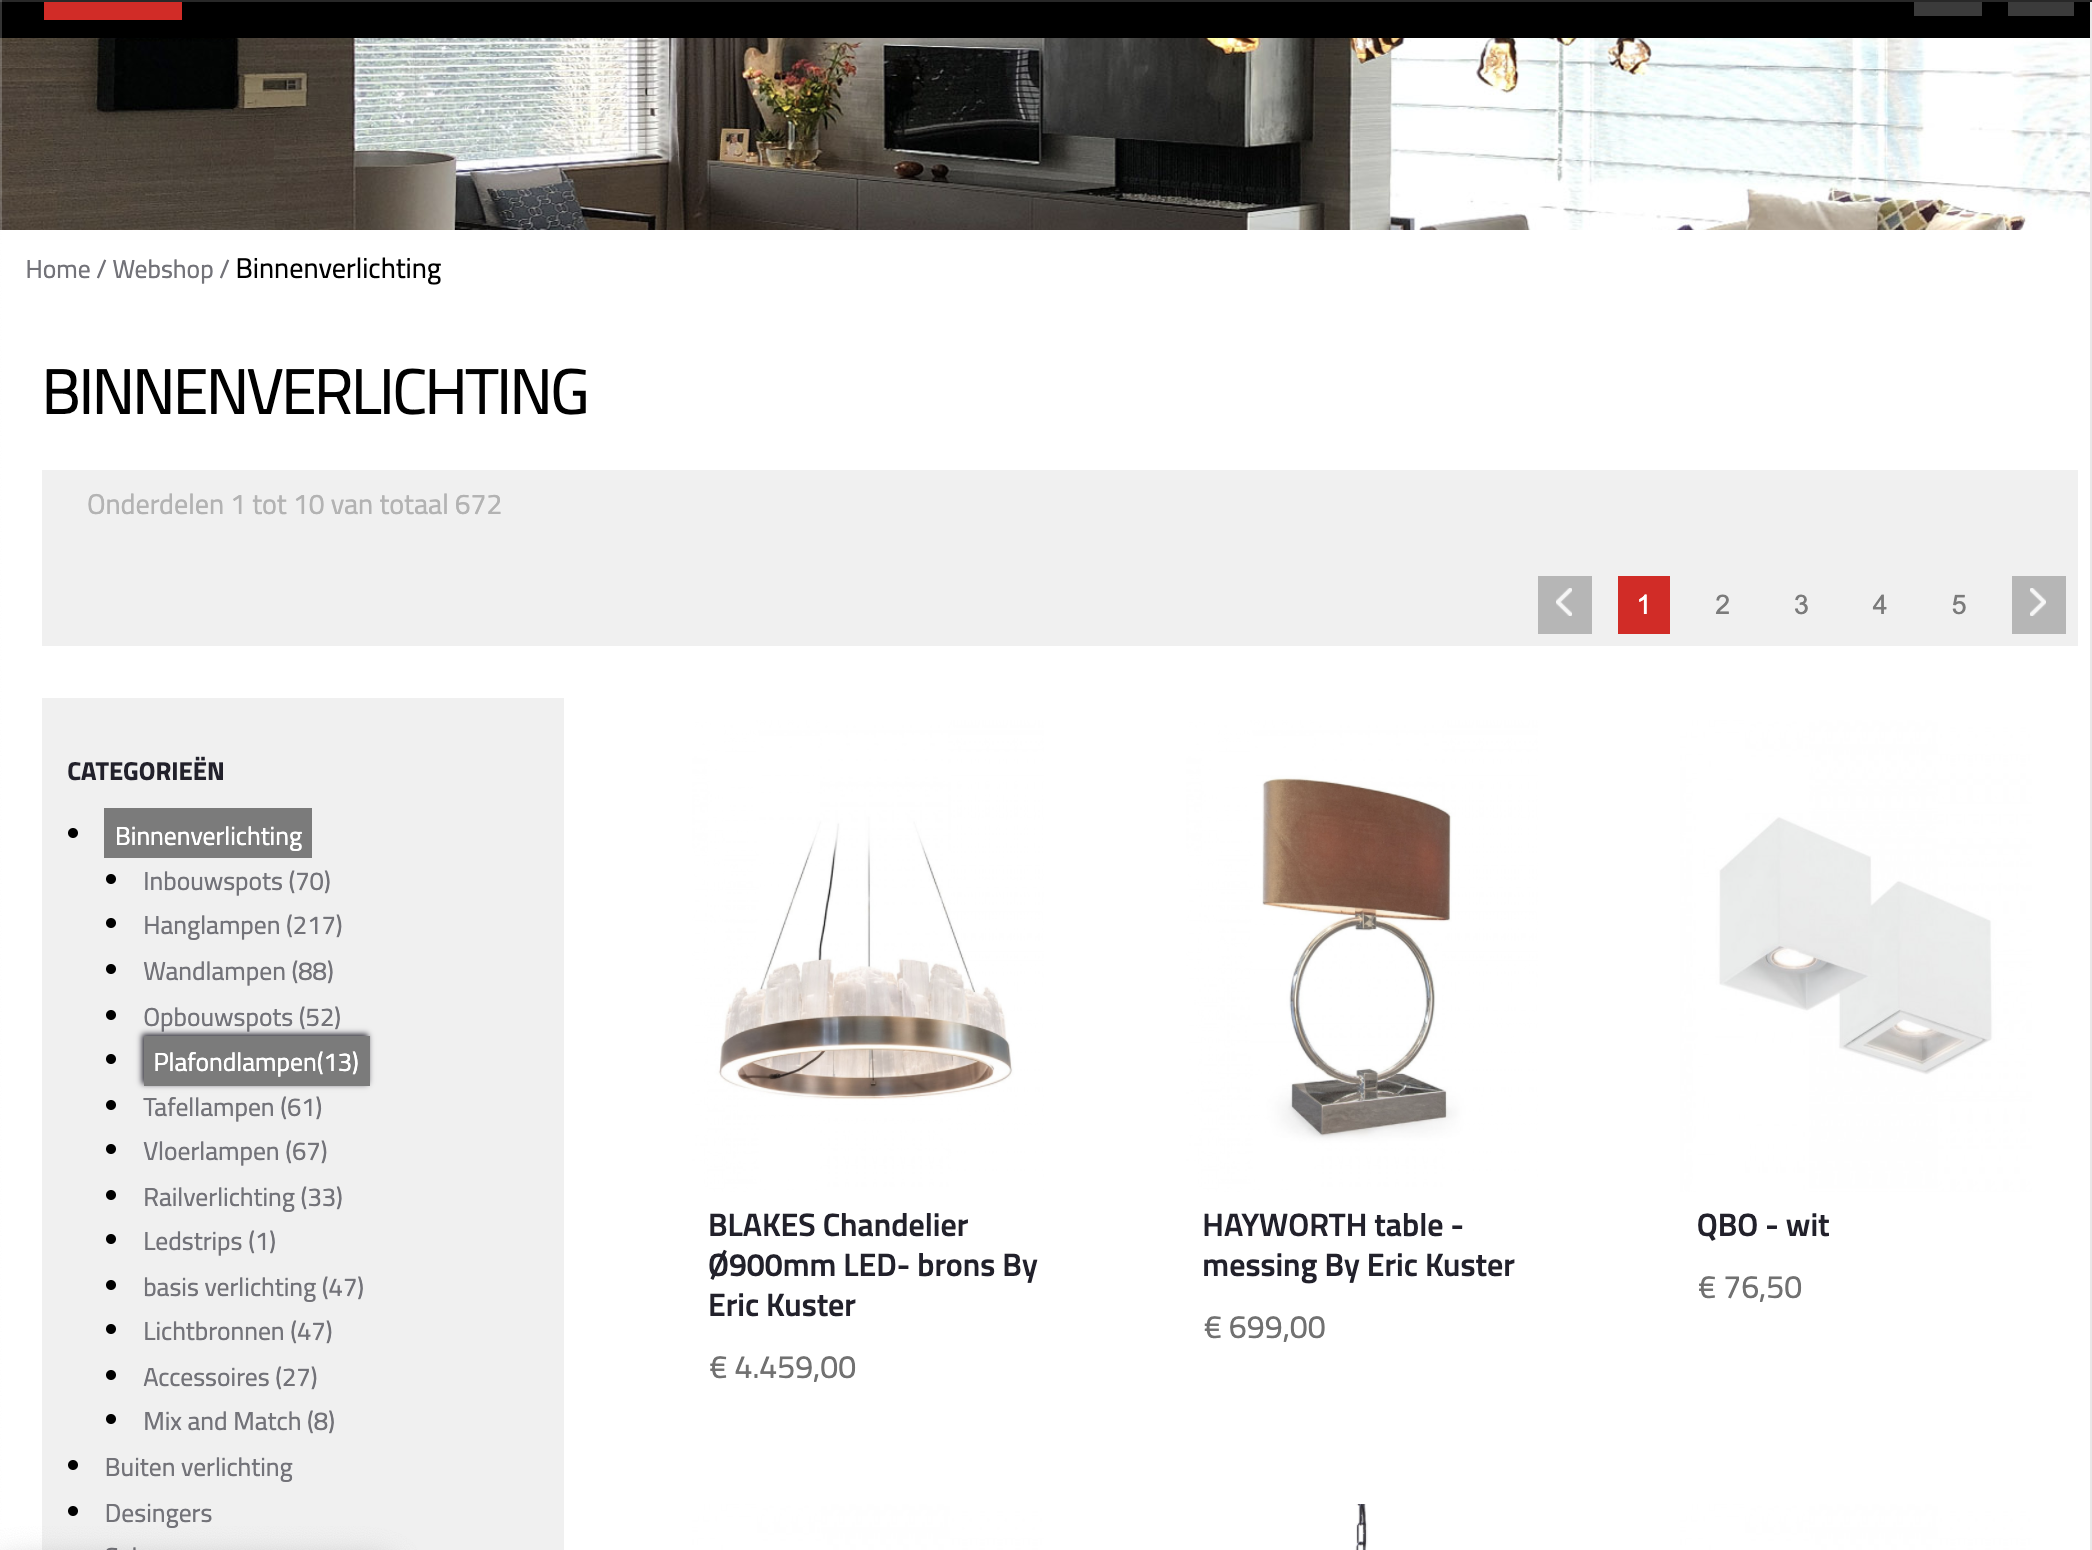 Home / Webshop / Binnenverlichting
BINNENVERLICHTING
Onderdelen 1 tot 10 van totaal 672
1 2 3 4 5
CATEGORIEËN
Binnenverlichting
Inbouwspots (70)
Hanglampen (217)
Wandlampen (88)
Opbouwspots (52)
Plafondlampen(13)
Tafellampen (61)
Vloerlampen (67)
Railverlichting (33)
Ledstrips (1)
basis verlichting (47)
Lichtbronnen (47)
Accessoires (27)
Mix and Match (8)
Buiten verlichting
Desingers
BLAKES Chandelier
Ø900mm LED- brons By
Eric Kuster
€ 4.459,00
HAYWORTH table -
messing By Eric Kuster
€ 699,00
QBO - wit
€ 76,50